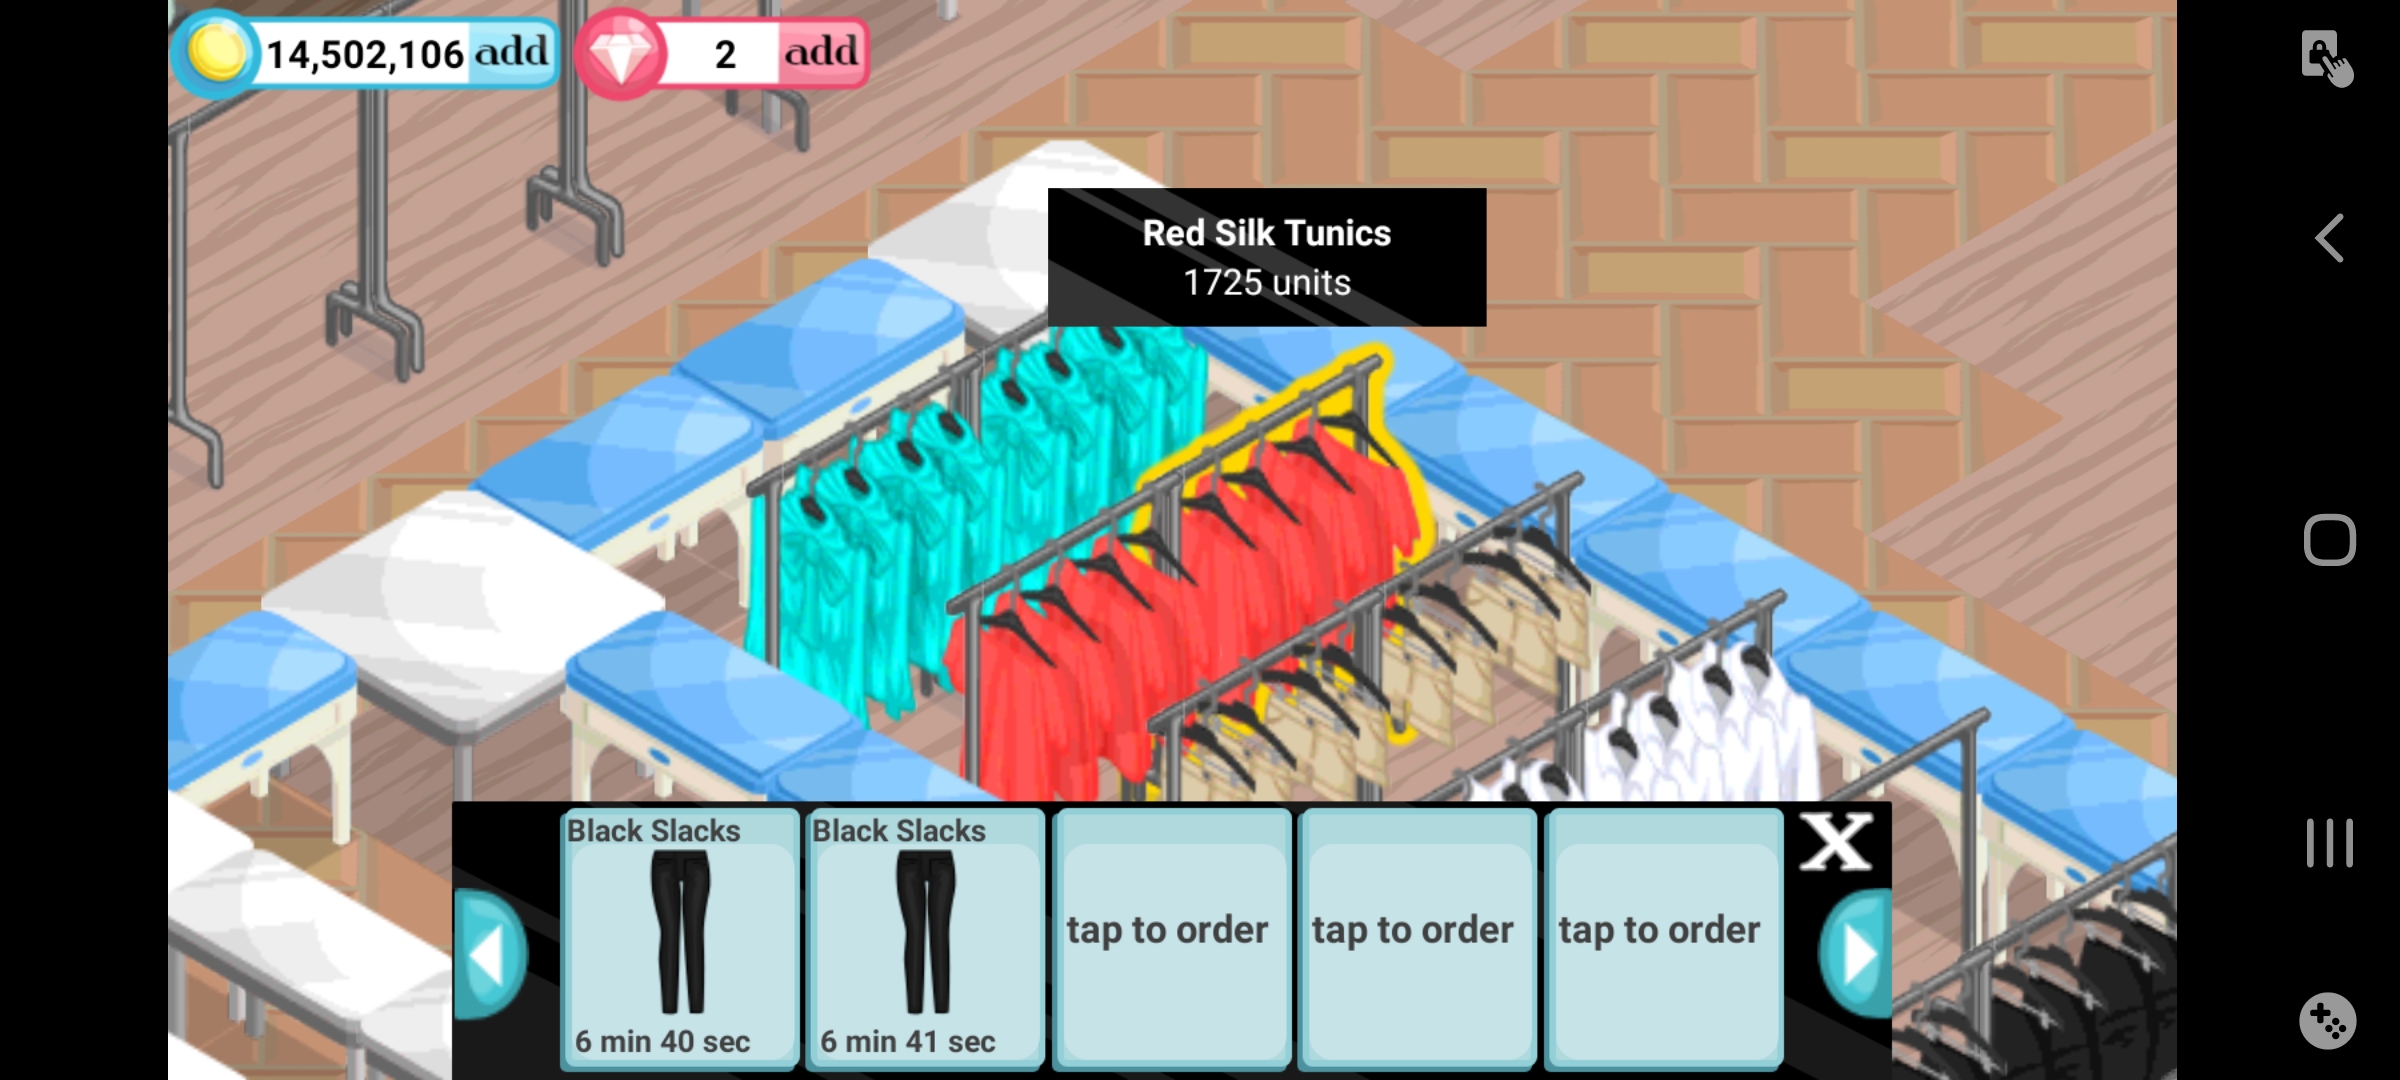 14,502,106 add
2 add
Red Silk Tunics
1725 units
Black Slacks
6 min 40 sec
Black Slacks
6 min 41 sec
tap to order
tap to order
tap to order
X